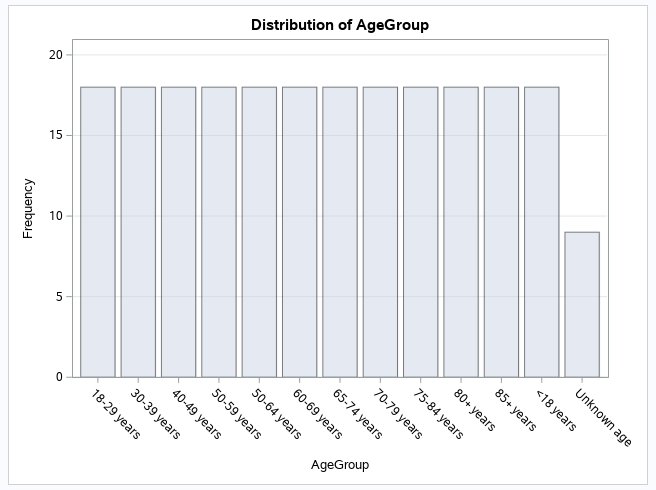 Distribution of AgeGroup
20
15
10
5
0
Frequency
18-29 years
30-39 years
40-49 years
50-59 years
50-64 years
60-69 years
65-74 years
70-79 years
75-84 years
80+ years
85+ years
<18 years
Unknown age
AgeGroup